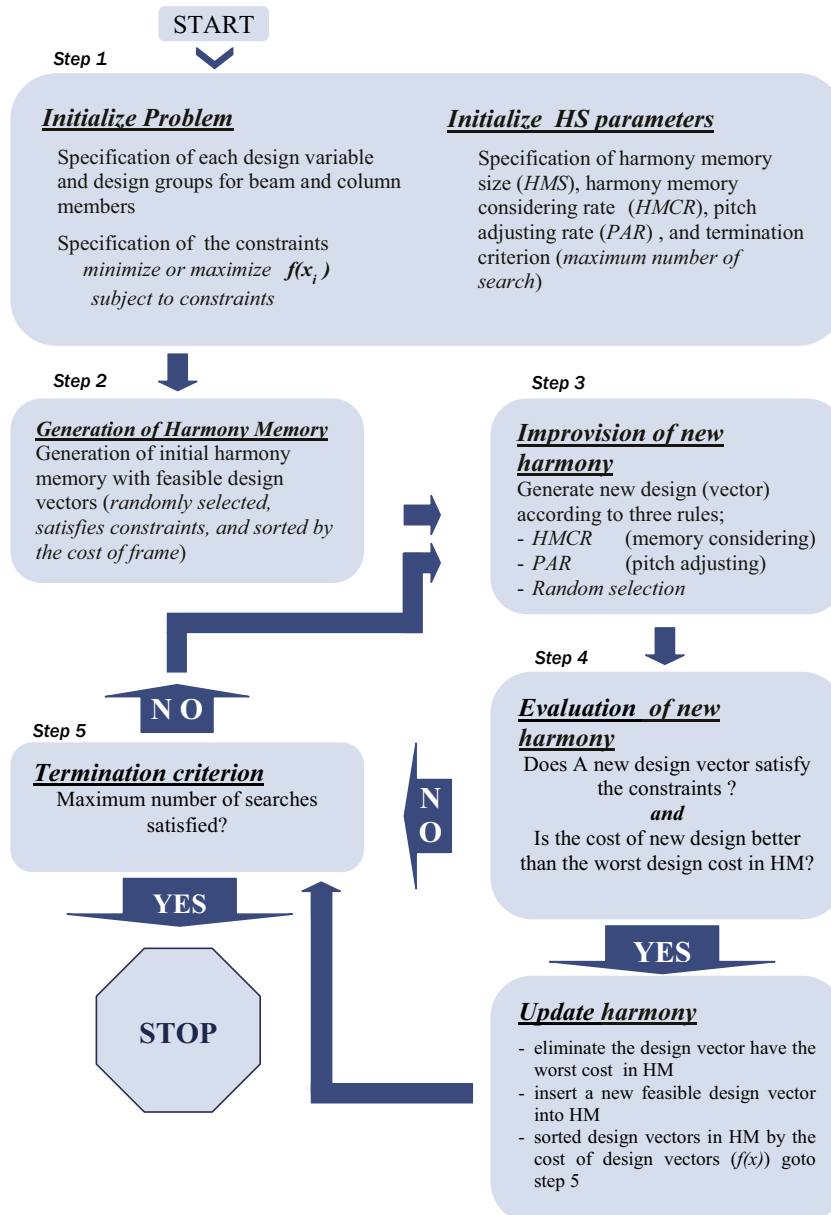 START
Step 1
Initialize Problem
Specification of each design variable
and design groups for beam and column
members
Specification of the constraints
minimize or maximize f(xi )
subject to constraints
Initialize HS parameters
Specification of harmony memory
size (HMS), harmony memory
considering rate (HMCR), pitch
adjusting rate (PAR) , and termination
criterion (maximum number of
search)
Step 2
Generation of Harmony Memory
Generation of initial harmony
memory with feasible design
vectors (randomly selected,
satisfies constraints, and sorted by
the cost of frame)
Step 3
Improvision of new
harmony
Generate new design (vector)
according to three rules;
- HMCR (memory considering)
- PAR (pitch adjusting)
- Random selection
Step 4
Evaluation of new
harmony
Does A new design vector satisfy
the constraints ?
and
Is the cost of new design better
than the worst design cost in HM?
N
O
YES
Update harmony
- eliminate the design vector have the
worst cost in HM
- insert a new feasible design vector
into HM
- sorted design vectors in HM by the
cost of design vectors (f(x)) goto
step 5
Step 5
N O
Termination criterion
Maximum number of searches
satisfied?
YES
STOP